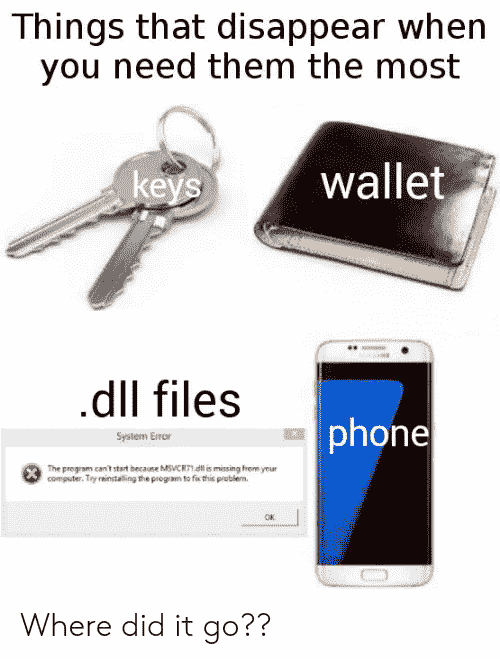 Things that disappear when
you need them the most
keys
wallet
.dll files
System Error
The program can't start because MSVCR71.dll is missing from your
computer. Try reinstalling the program to fix this problem.
OK
phone
Where did it go??